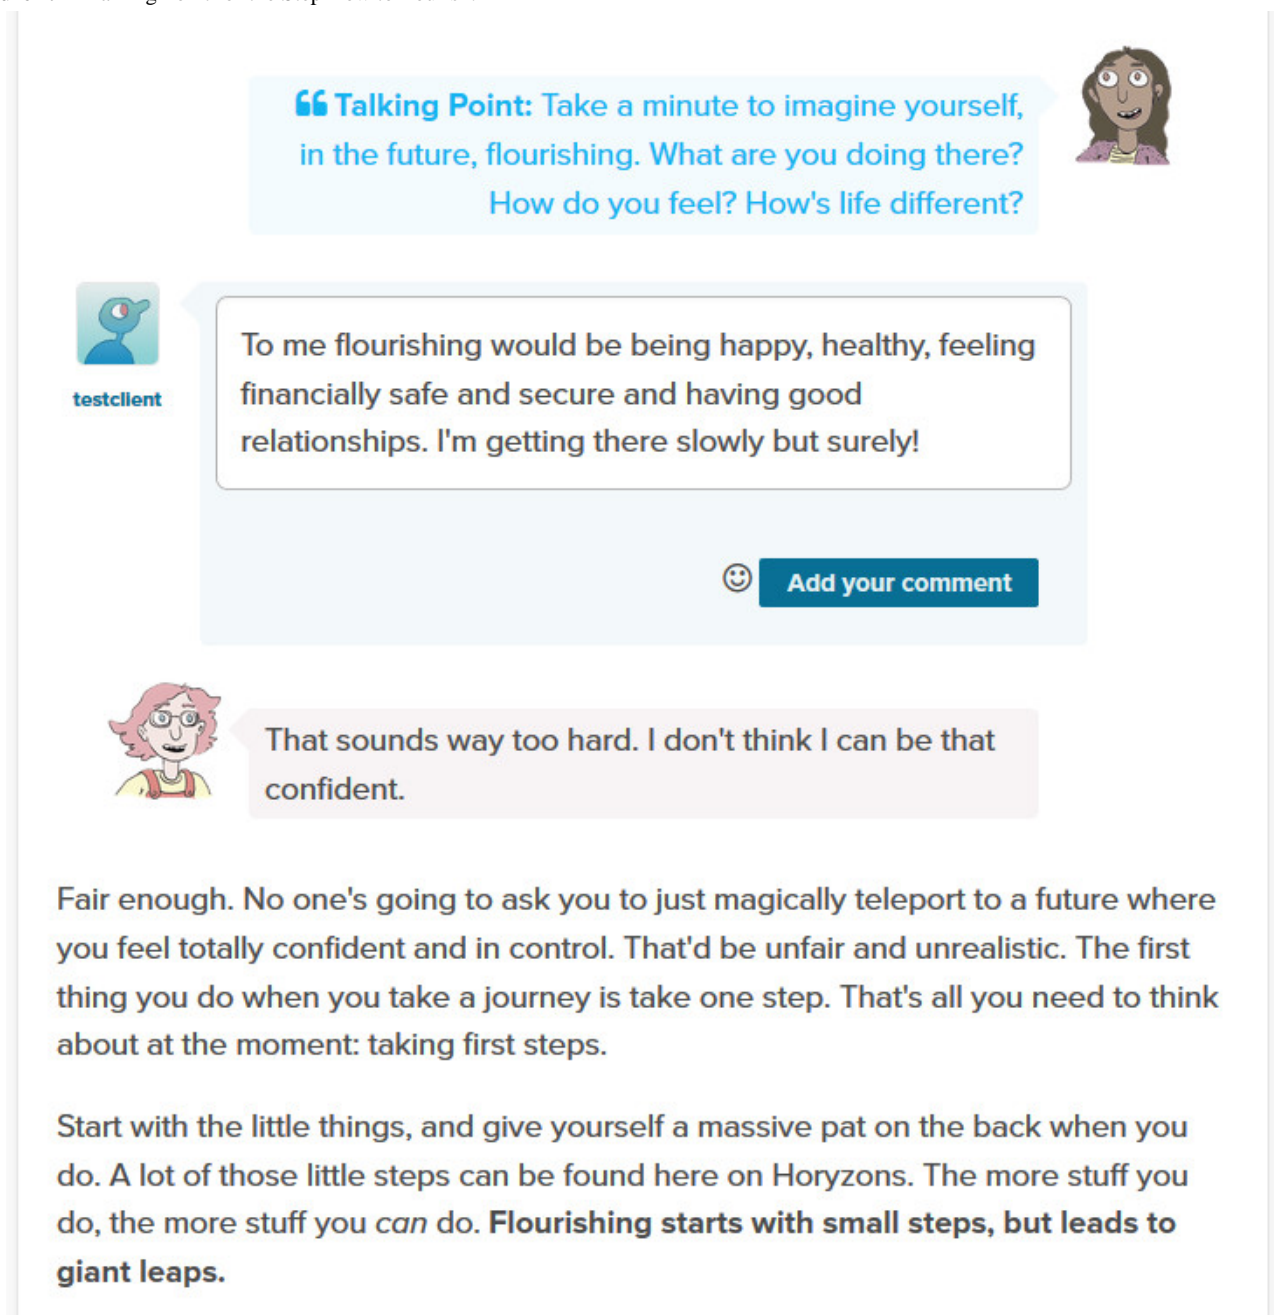 Talking Point: Take a minute to imagine yourself,
in the future, flourishing. What are you doing there?
How do you feel? How's life different?
testclient
To me flourishing would be being happy, healthy, feeling
financially safe and secure and having good
relationships. I'm getting there slowly but surely!
Add your comment
That sounds way too hard. I don't think I can be that
confident.
Fair enough. No one's going to ask you to just magically teleport to a future where
you feel totally confident and in control. That'd be unfair and unrealistic. The first
thing you do when you take a journey is take one step. That's all you need to think
about at the moment: taking first steps.
Start with the little things, and give yourself a massive pat on the back when you
do. A lot of those little steps can be found here on Horyzons. The more stuff you
do, the more stuff you can do. Flourishing starts with small steps, but leads to
giant leaps.